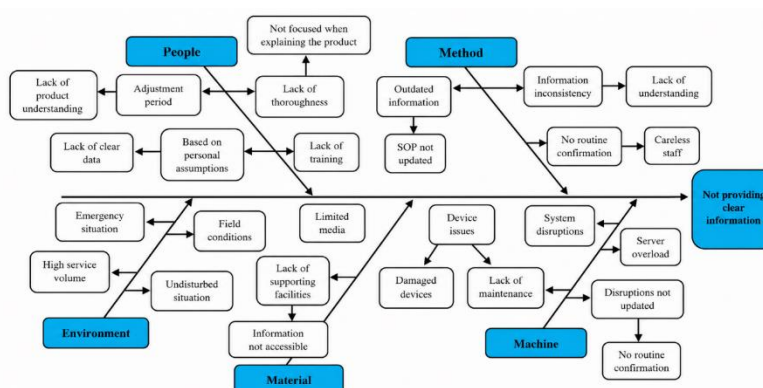 Not focused when
explaining the product
People
Method
Lack of
product
understanding
Adjustment
period
Lack of
thoroughness
Outdated
information
Information
inconsistency
Lack of
understanding
Lack of clear
data
Based on
personal
assumptions
Lack of
training
SOP not
updated
No routine
confirmation
Careless
staff
Not providing
clear
information
Emergency
situation
Field
conditions
Limited
media
Device
issues
System
disruptions
Server
overload
High service
volume
Undisturbed
situation
Lack of
supporting
facilities
Damaged
devices
Lack of
maintenance
Disruptions not
updated
Environment
Information
not accessible
Machine
No routine
confirmation
Material